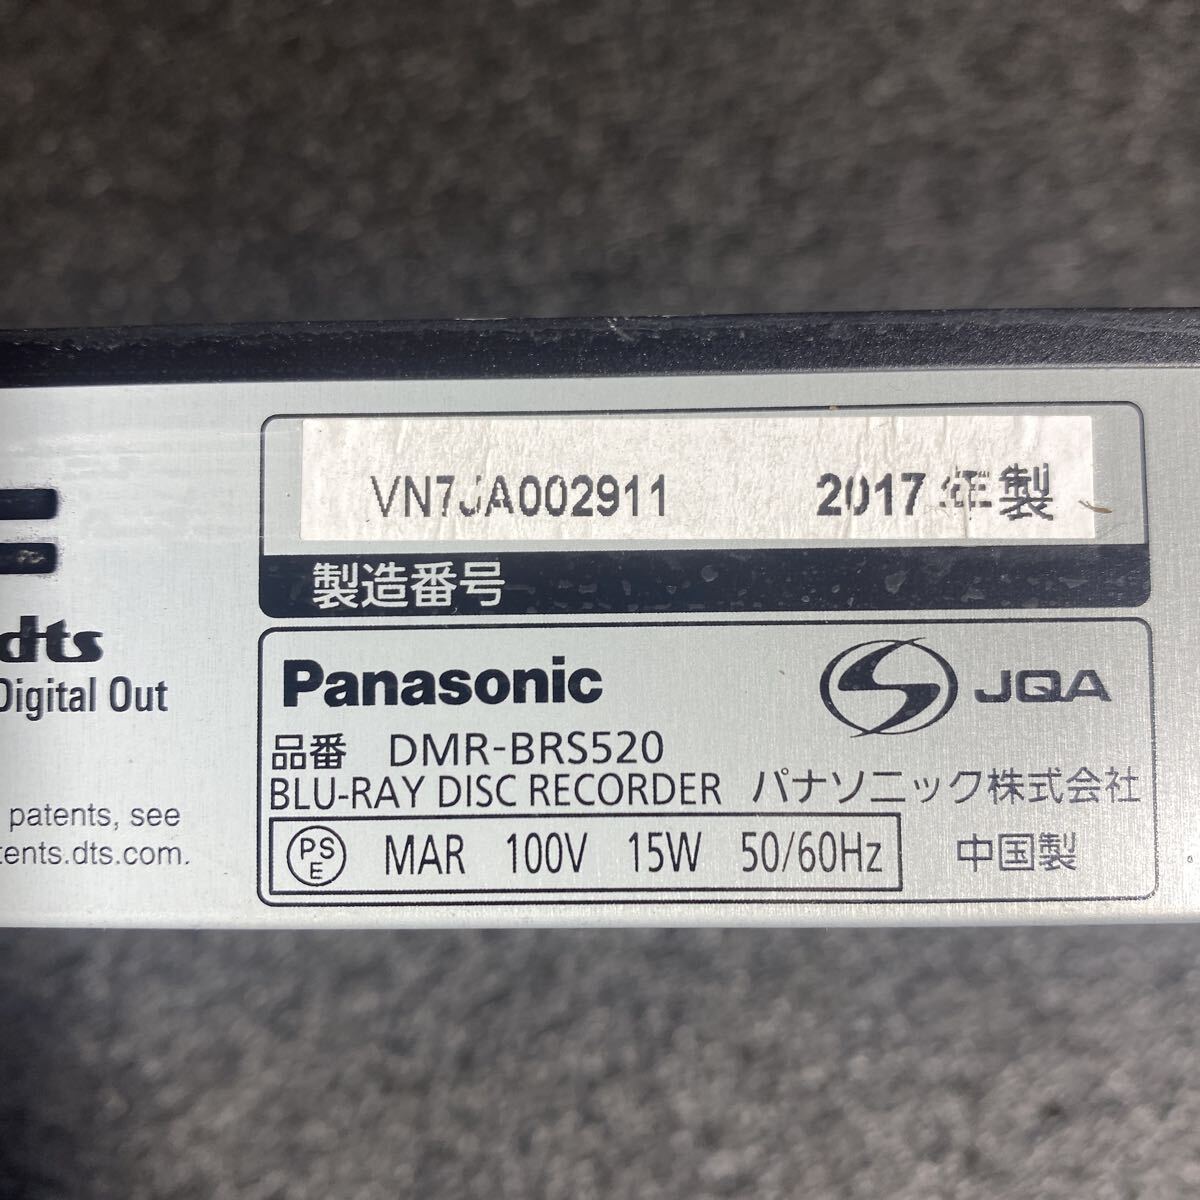 VN7JA002911 2017年製
製造番号
dts
Digital Out
patents, see
tents.dts.com.
Panasonic
JQA
品番 DMR-BRS520
BLU-RAY DISC RECORDER パナソニック株式会社
PSE MAR 100V 15W 50/60Hz 中国製